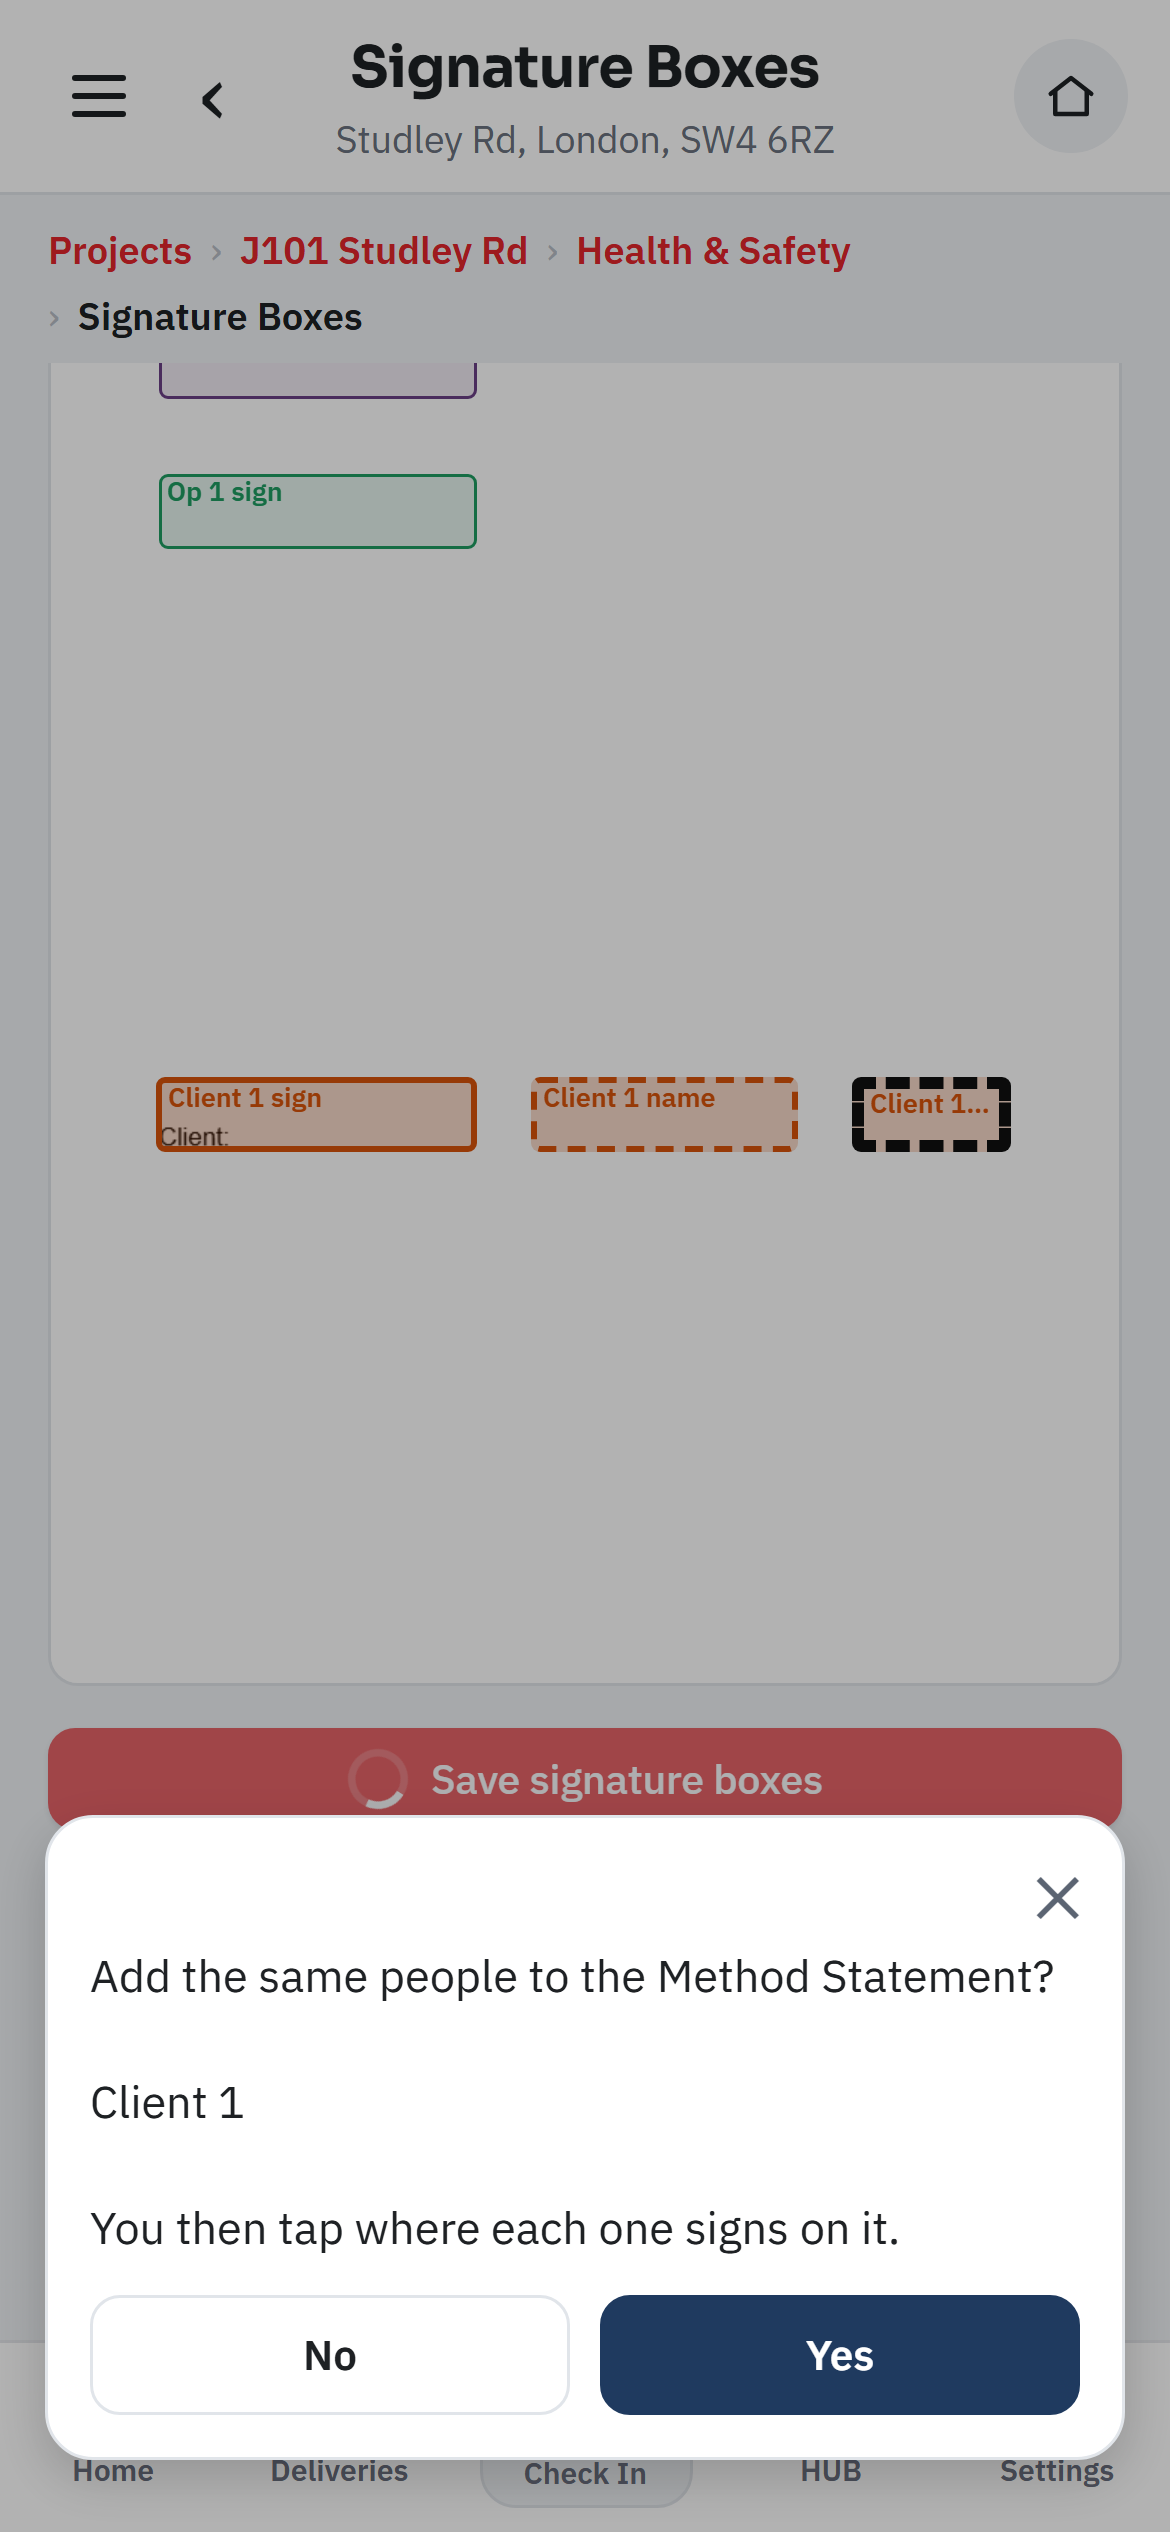 Signature Boxes
Studley Rd, London, SW4 6RZ
Projects › J101 Studley Rd › Health & Safety
› Signature Boxes
Op 1 sign
Client 1 sign
Client:
Client 1 name
Client 1...
Save signature boxes
Add the same people to the Method Statement?
Client 1
You then tap where each one signs on it.
No
Yes
Home
Deliveries
Check In
HUB
Settings